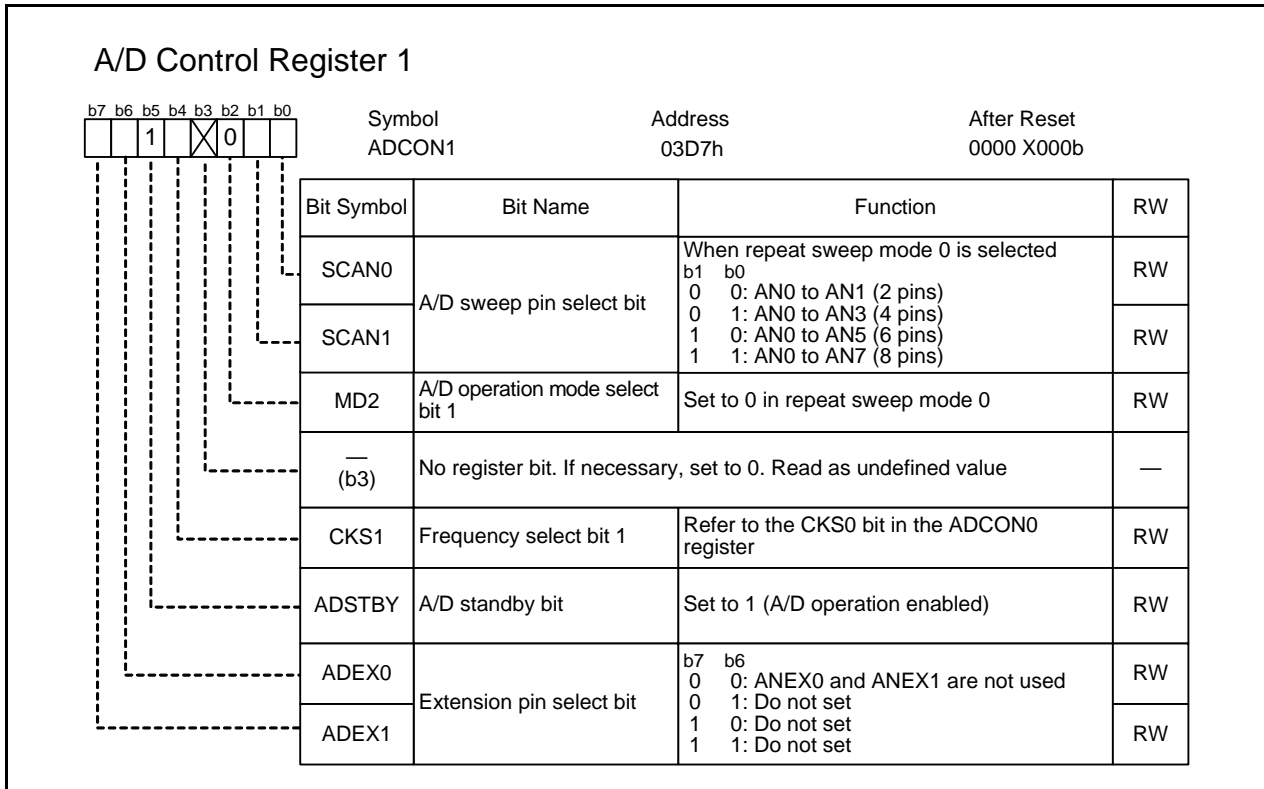 A/D Control Register 1
b7 b6 b5 b4 b3 b2 b1 b0
1 0
Symbol Address After Reset
ADCON1 03D7h 0000 X000b
Bit Symbol Bit Name Function RW
SCAN0
SCAN1
A/D sweep pin select bit
When repeat sweep mode 0 is selected
b1 b0
0 0: AN0 to AN1 (2 pins)
0 1: AN0 to AN3 (4 pins)
1 0: AN0 to AN5 (6 pins)
1 1: AN0 to AN7 (8 pins)
RW
RW
MD2
A/D operation mode select
bit 1
Set to 0 in repeat sweep mode 0
RW
—
(b3)
No register bit. If necessary, set to 0. Read as undefined value
—
CKS1
Frequency select bit 1
Refer to the CKS0 bit in the ADCON0
register
RW
ADSTBY A/D standby bit Set to 1 (A/D operation enabled) RW
ADEX0
ADEX1
Extension pin select bit
b7 b6
0 0: ANEX0 and ANEX1 are not used
0 1: Do not set
1 0: Do not set
1 1: Do not set
RW
RW